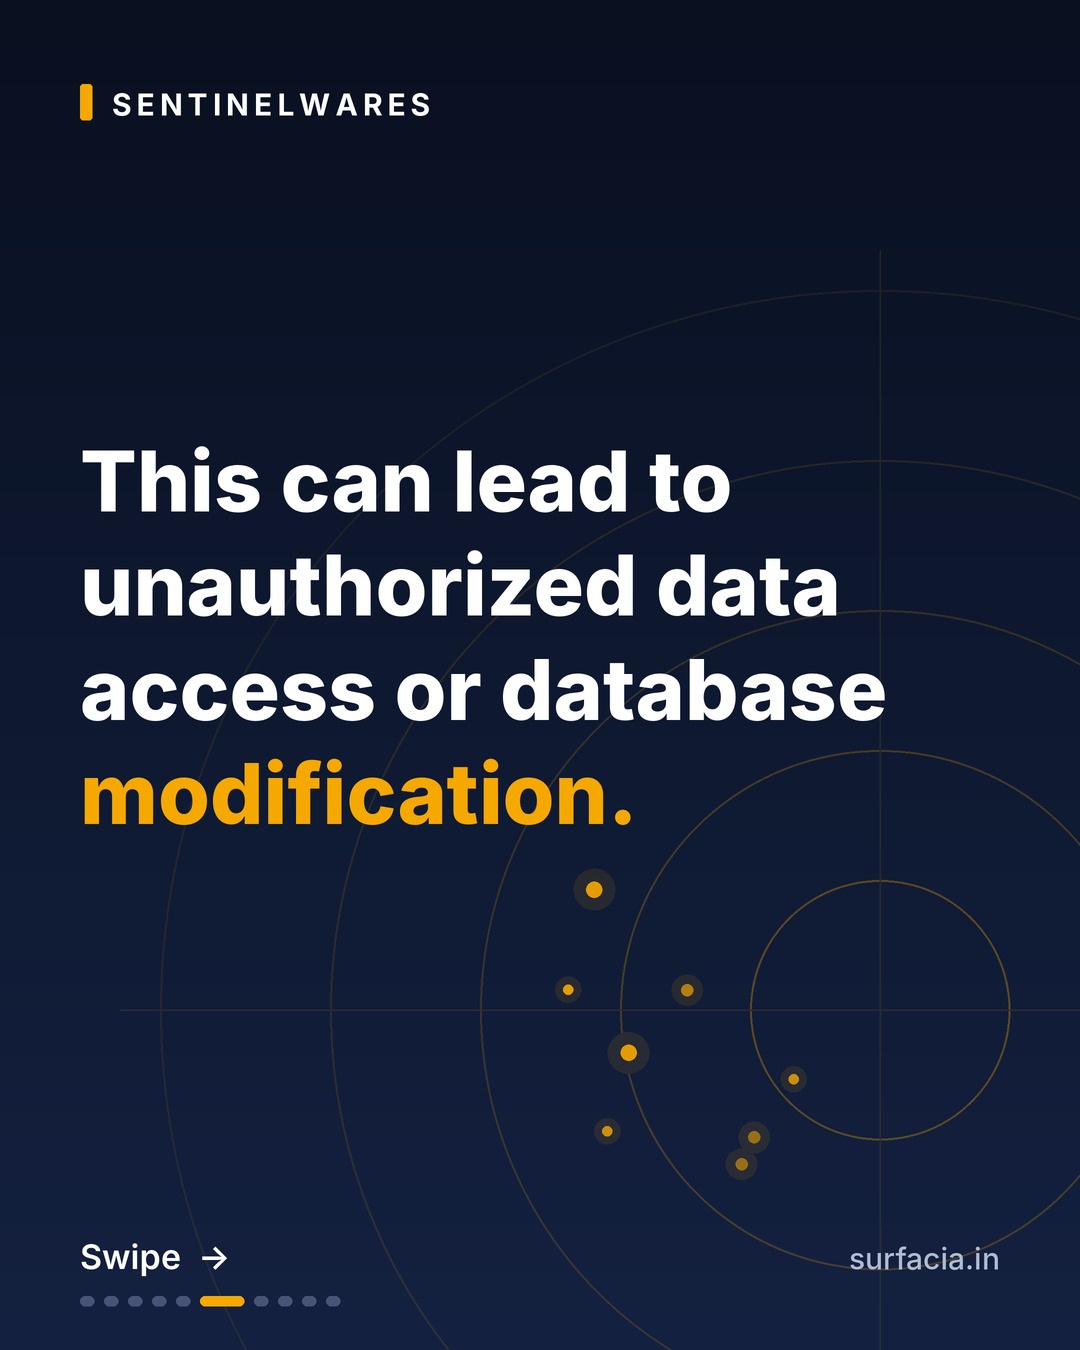 SENTINELWARES
This can lead to
unauthorized data
access or database
modification.
Swipe →
surfacia.in